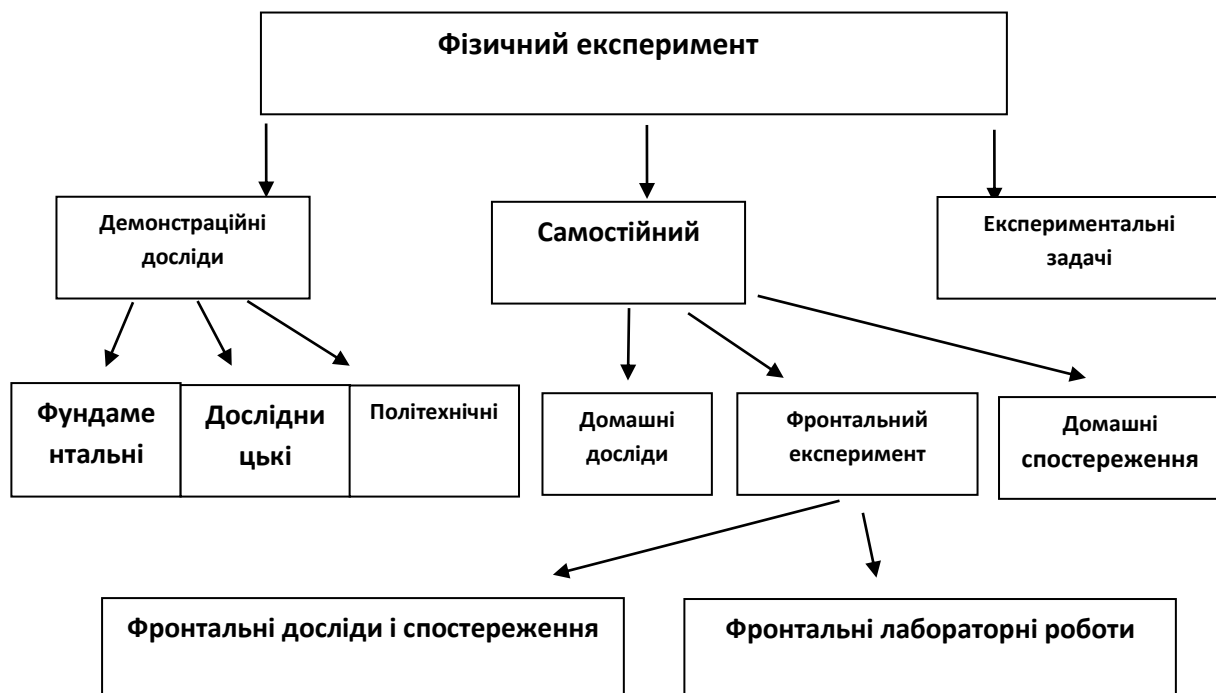 Фізичний експеримент
Демонстраційні
досліди
Самостійний
Експериментальні
задачі
Фундаме
нтальні
Дослідни
цькі
Політехнічні
Домашні
досліди
Фронтальний
експеримент
Домашні
спостереження
Фронтальні досліди і спостереження
Фронтальні лабораторні роботи